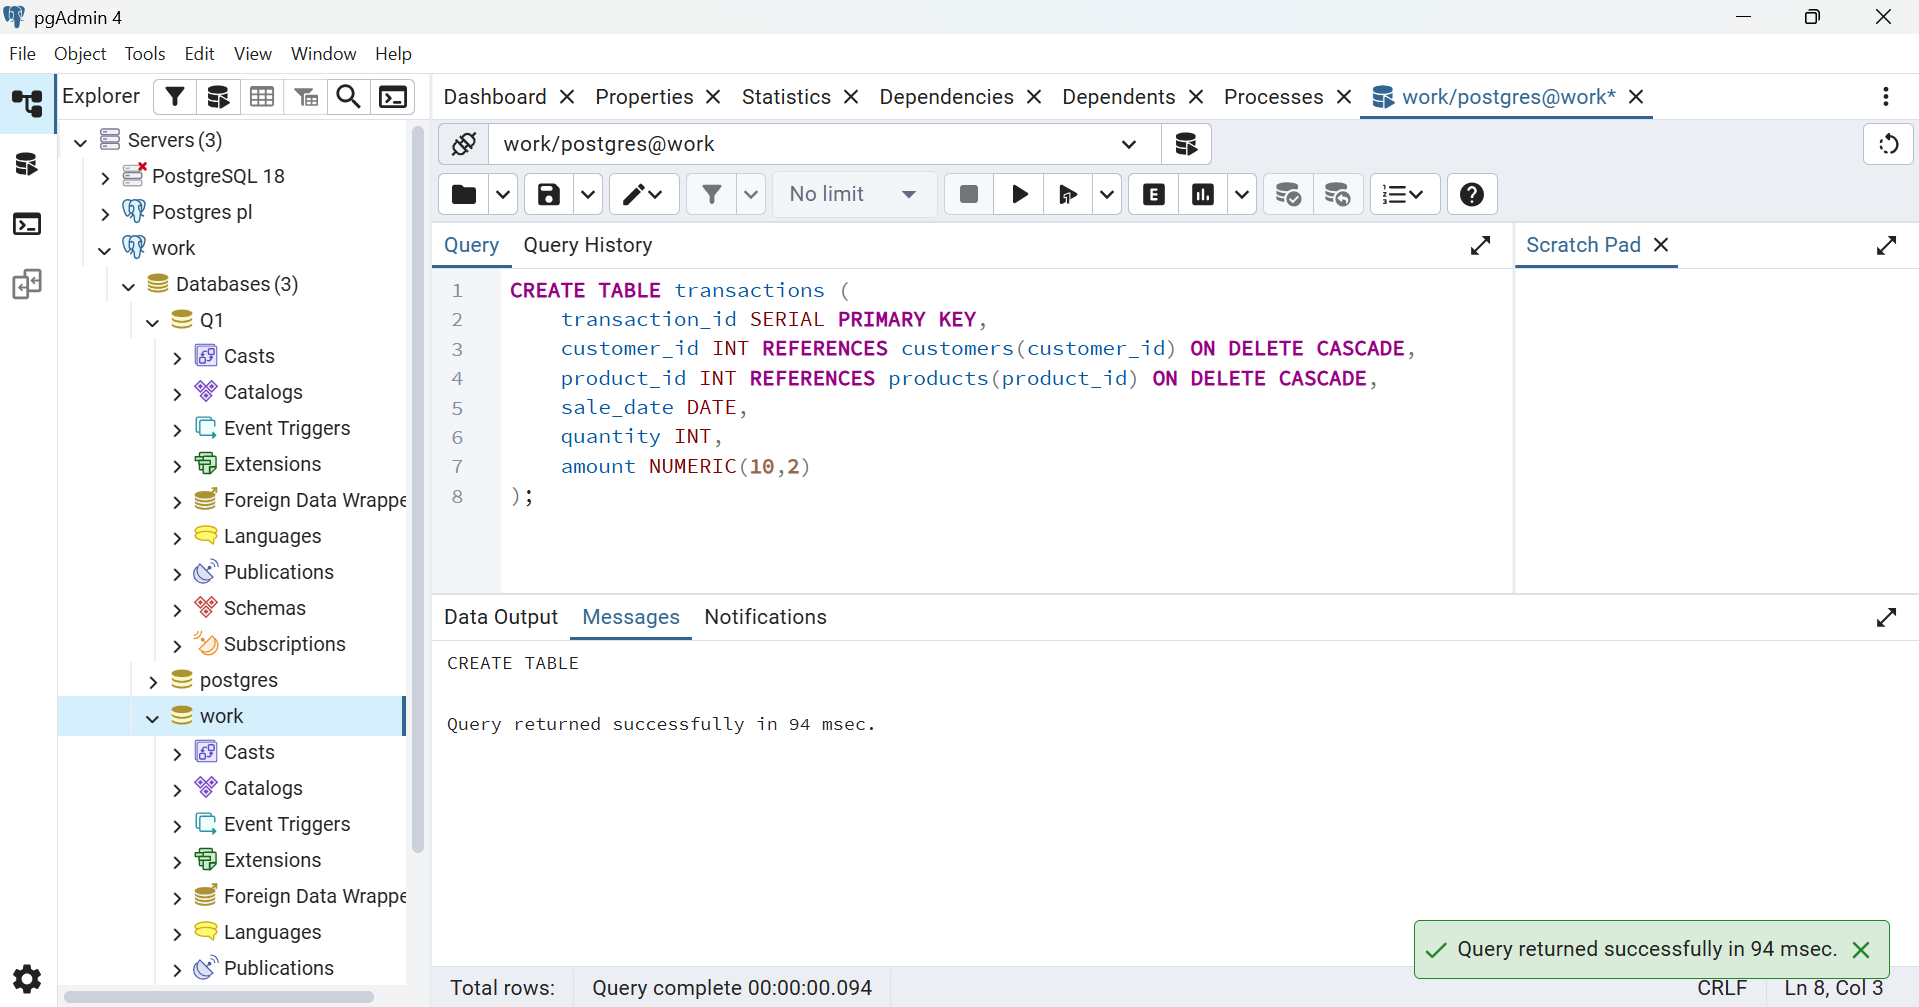 pgAdmin 4
File Object Tools Edit View Window Help
Explorer
Dashboard Properties Statistics Dependencies Dependents Processes work/postgres@work*
Servers (3)
PostgreSQL 18
Postgres pl
work
Databases (3)
Q1
Casts
Catalogs
Event Triggers
Extensions
Foreign Data Wrappe
Languages
Publications
Schemas
Subscriptions
postgres
work
Casts
Catalogs
Event Triggers
Extensions
Foreign Data Wrappe
Languages
Publications
work/postgres@work
No limit
E
Query Query History
Scratch Pad
1 CREATE TABLE transactions (
2 transaction_id SERIAL PRIMARY KEY,
3 customer_id INT REFERENCES customers(customer_id) ON DELETE CASCADE,
4 product_id INT REFERENCES products(product_id) ON DELETE CASCADE,
5 sale_date DATE,
6 quantity INT,
7 amount NUMERIC(10,2)
8 );
Data Output Messages Notifications
CREATE TABLE
Query returned successfully in 94 msec.
Query returned successfully in 94 msec.
Total rows: Query complete 00:00:00.094 CRLF Ln 8, Col 3